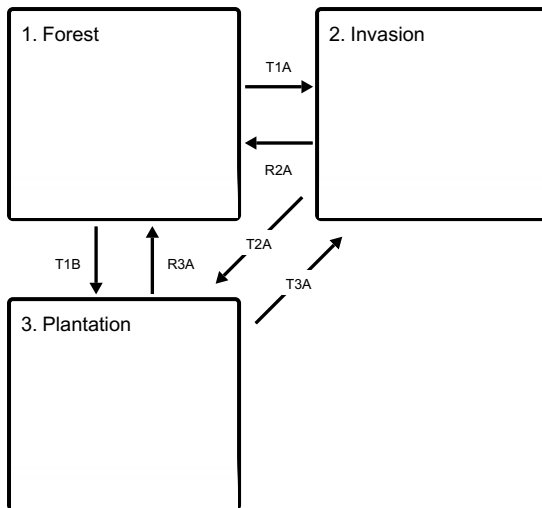 1. Forest
2. Invasion
T1A
R2A
T1B
R3A
T2A
T3A
3. Plantation